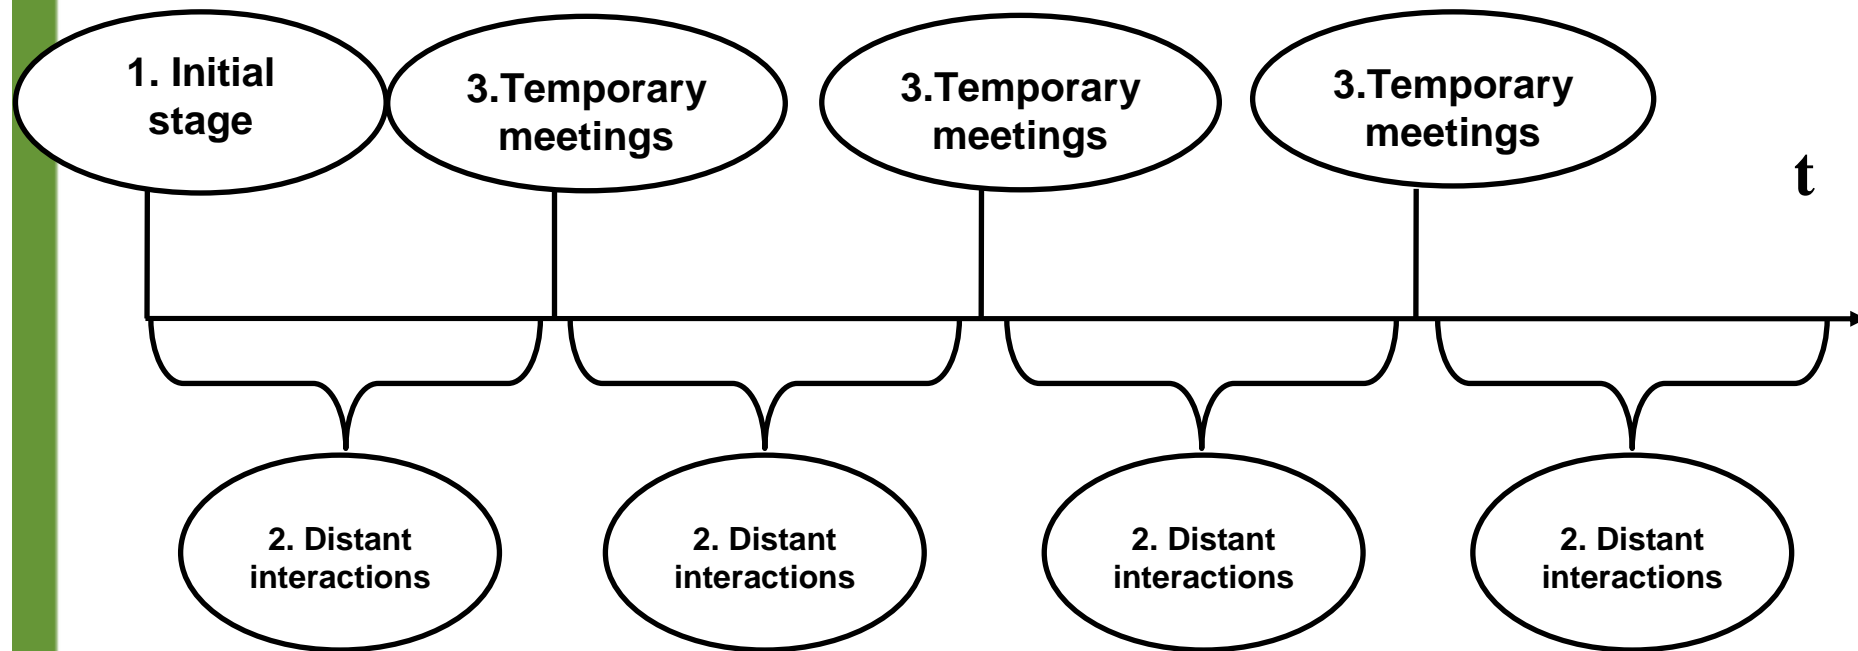 1. Initial
stage
3.Temporary
meetings
3.Temporary
meetings
3.Temporary
meetings
t
2. Distant
interactions
2. Distant
interactions
2. Distant
interactions
2. Distant
interactions